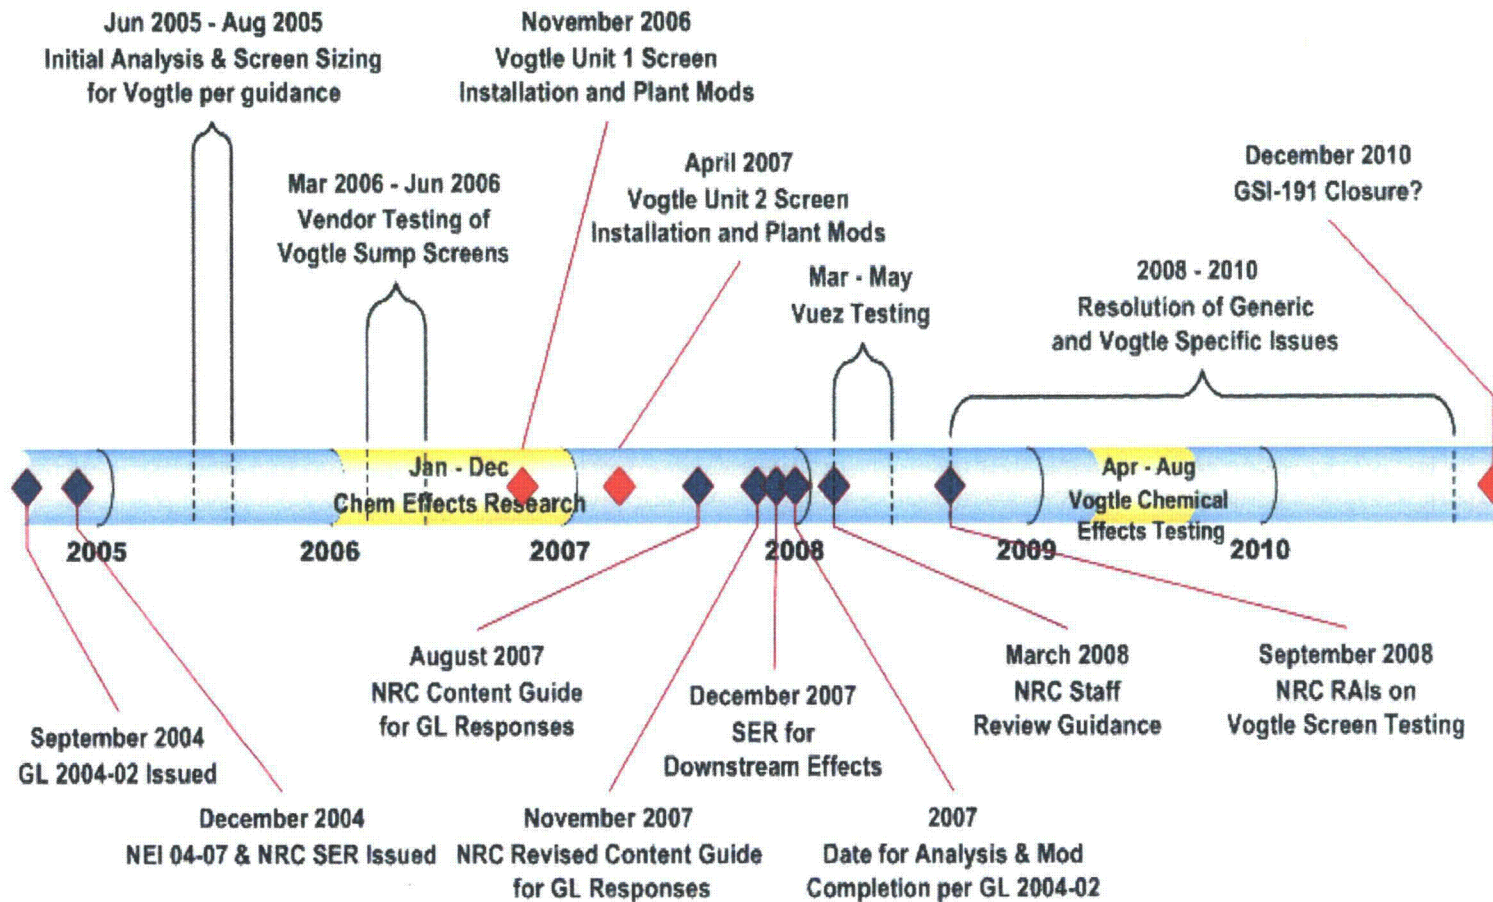 Jun 2005 - Aug 2005
Initial Analysis & Screen Sizing
for Vogtle per guidance
November 2006
Vogtle Unit 1 Screen
Installation and Plant Mods
Mar 2006 - Jun 2006
Vendor Testing of
Vogtle Sump Screens
April 2007
Vogtle Unit 2 Screen
Installation and Plant Mods
Mar - May
Vuez Testing
December 2010
GSI-191 Closure?
2008 - 2010
Resolution of Generic
and Vogtle Specific Issues
Jan - Dec
Chem Effects Research
Apr - Aug
Vogtle Chemical
Effects Testing
2005
2006
2007
2008
2009
2010
September 2004
GL 2004-02 Issued
December 2004
NEI 04-07 & NRC SER Issued
August 2007
NRC Content Guide
for GL Responses
November 2007
NRC Revised Content Guide
for GL Responses
December 2007
SER for
Downstream Effects
2007
Date for Analysis & Mod
Completion per GL 2004-02
March 2008
NRC Staff
Review Guidance
September 2008
NRC RAIs on
Vogtle Screen Testing